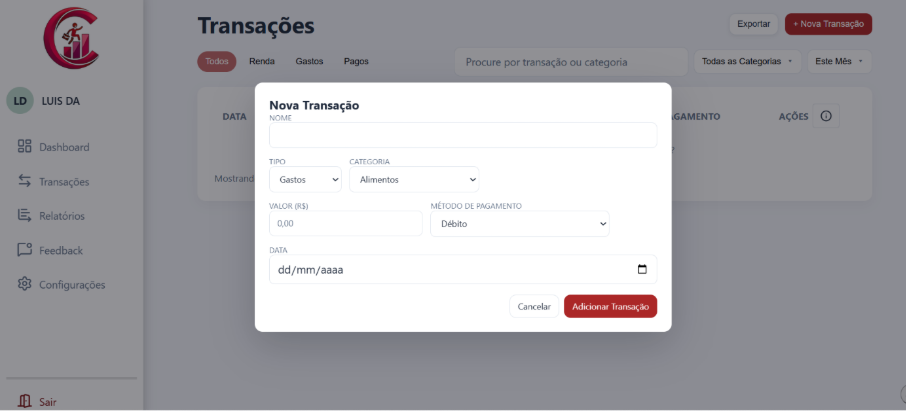 Transações
Exportar
+ Nova Transação
Todos
Renda
Gastos
Pagos
Procure por transação ou categoria
Todas as Categorias
Este Mês
LD
LUIS DA
Dashboard
Transações
Relatórios
Feedback
Configurações
Sair
DATA
AGAMENTO
AÇÕES
Mostrand
Nova Transação
NOME
TIPO
CATEGORIA
Gastos
Alimentos
VALOR (R$)
MÉTODO DE PAGAMENTO
0,00
Débito
DATA
dd/mm/aaaa
Cancelar
Adicionar Transação